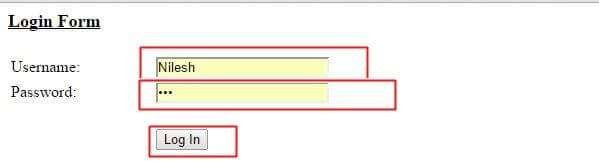 Login Form
Username: Nilesh
Password: •••
Log In